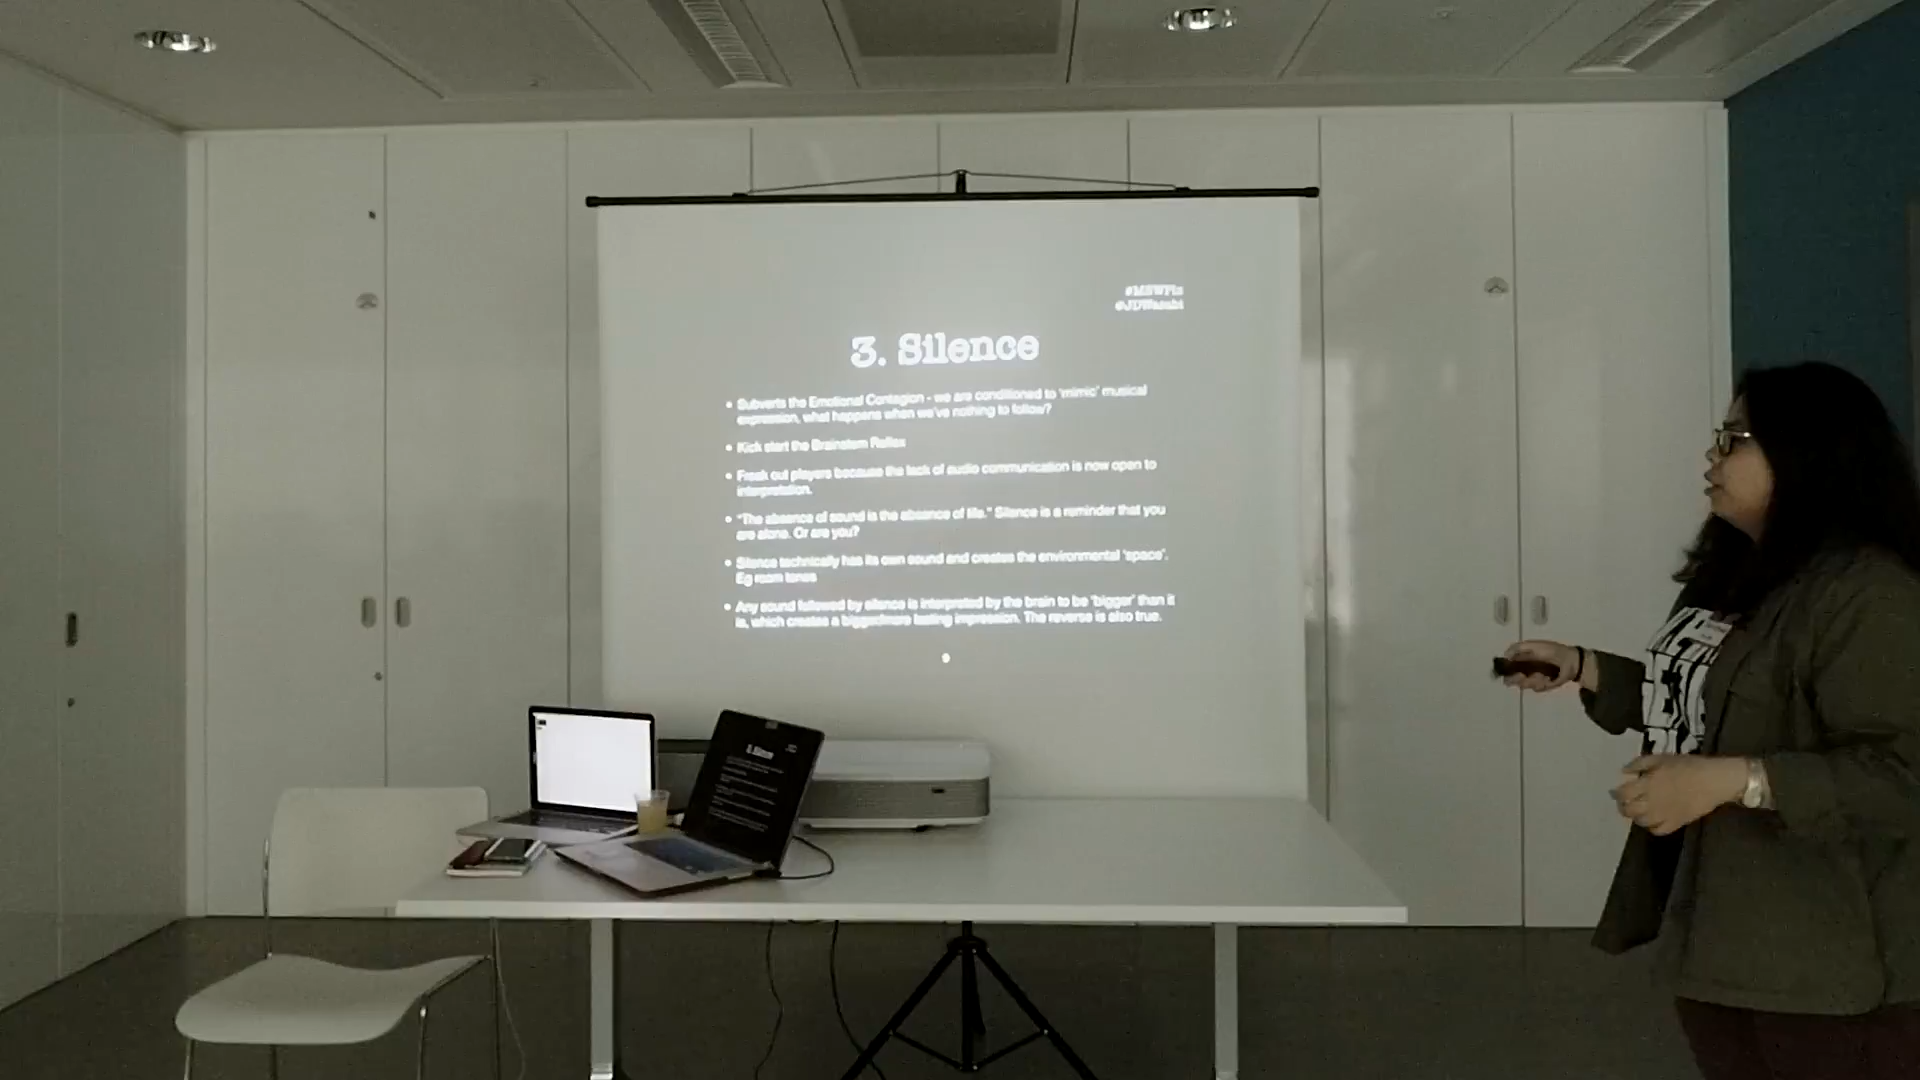 #MSWFix
@JDWasabi
3. Silence
• Subverts the Emotional Contagion - we are conditioned to 'mimic' musical
expression, what happens when we've nothing to follow?
• Kick start the Brainstem Reflex
• Freak out players because the lack of audio communication is now open to
interpretation.
• "The absence of sound is the absence of life." Silence is a reminder that you
are alone. Or are you?
• Silence technically has its own sound and creates the environmental 'space'.
Eg room tones
• Any sound followed by silence is interpreted by the brain to be 'bigger' than it
is, which creates a bigger/more lasting impression. The reverse is also true.
3. Silence